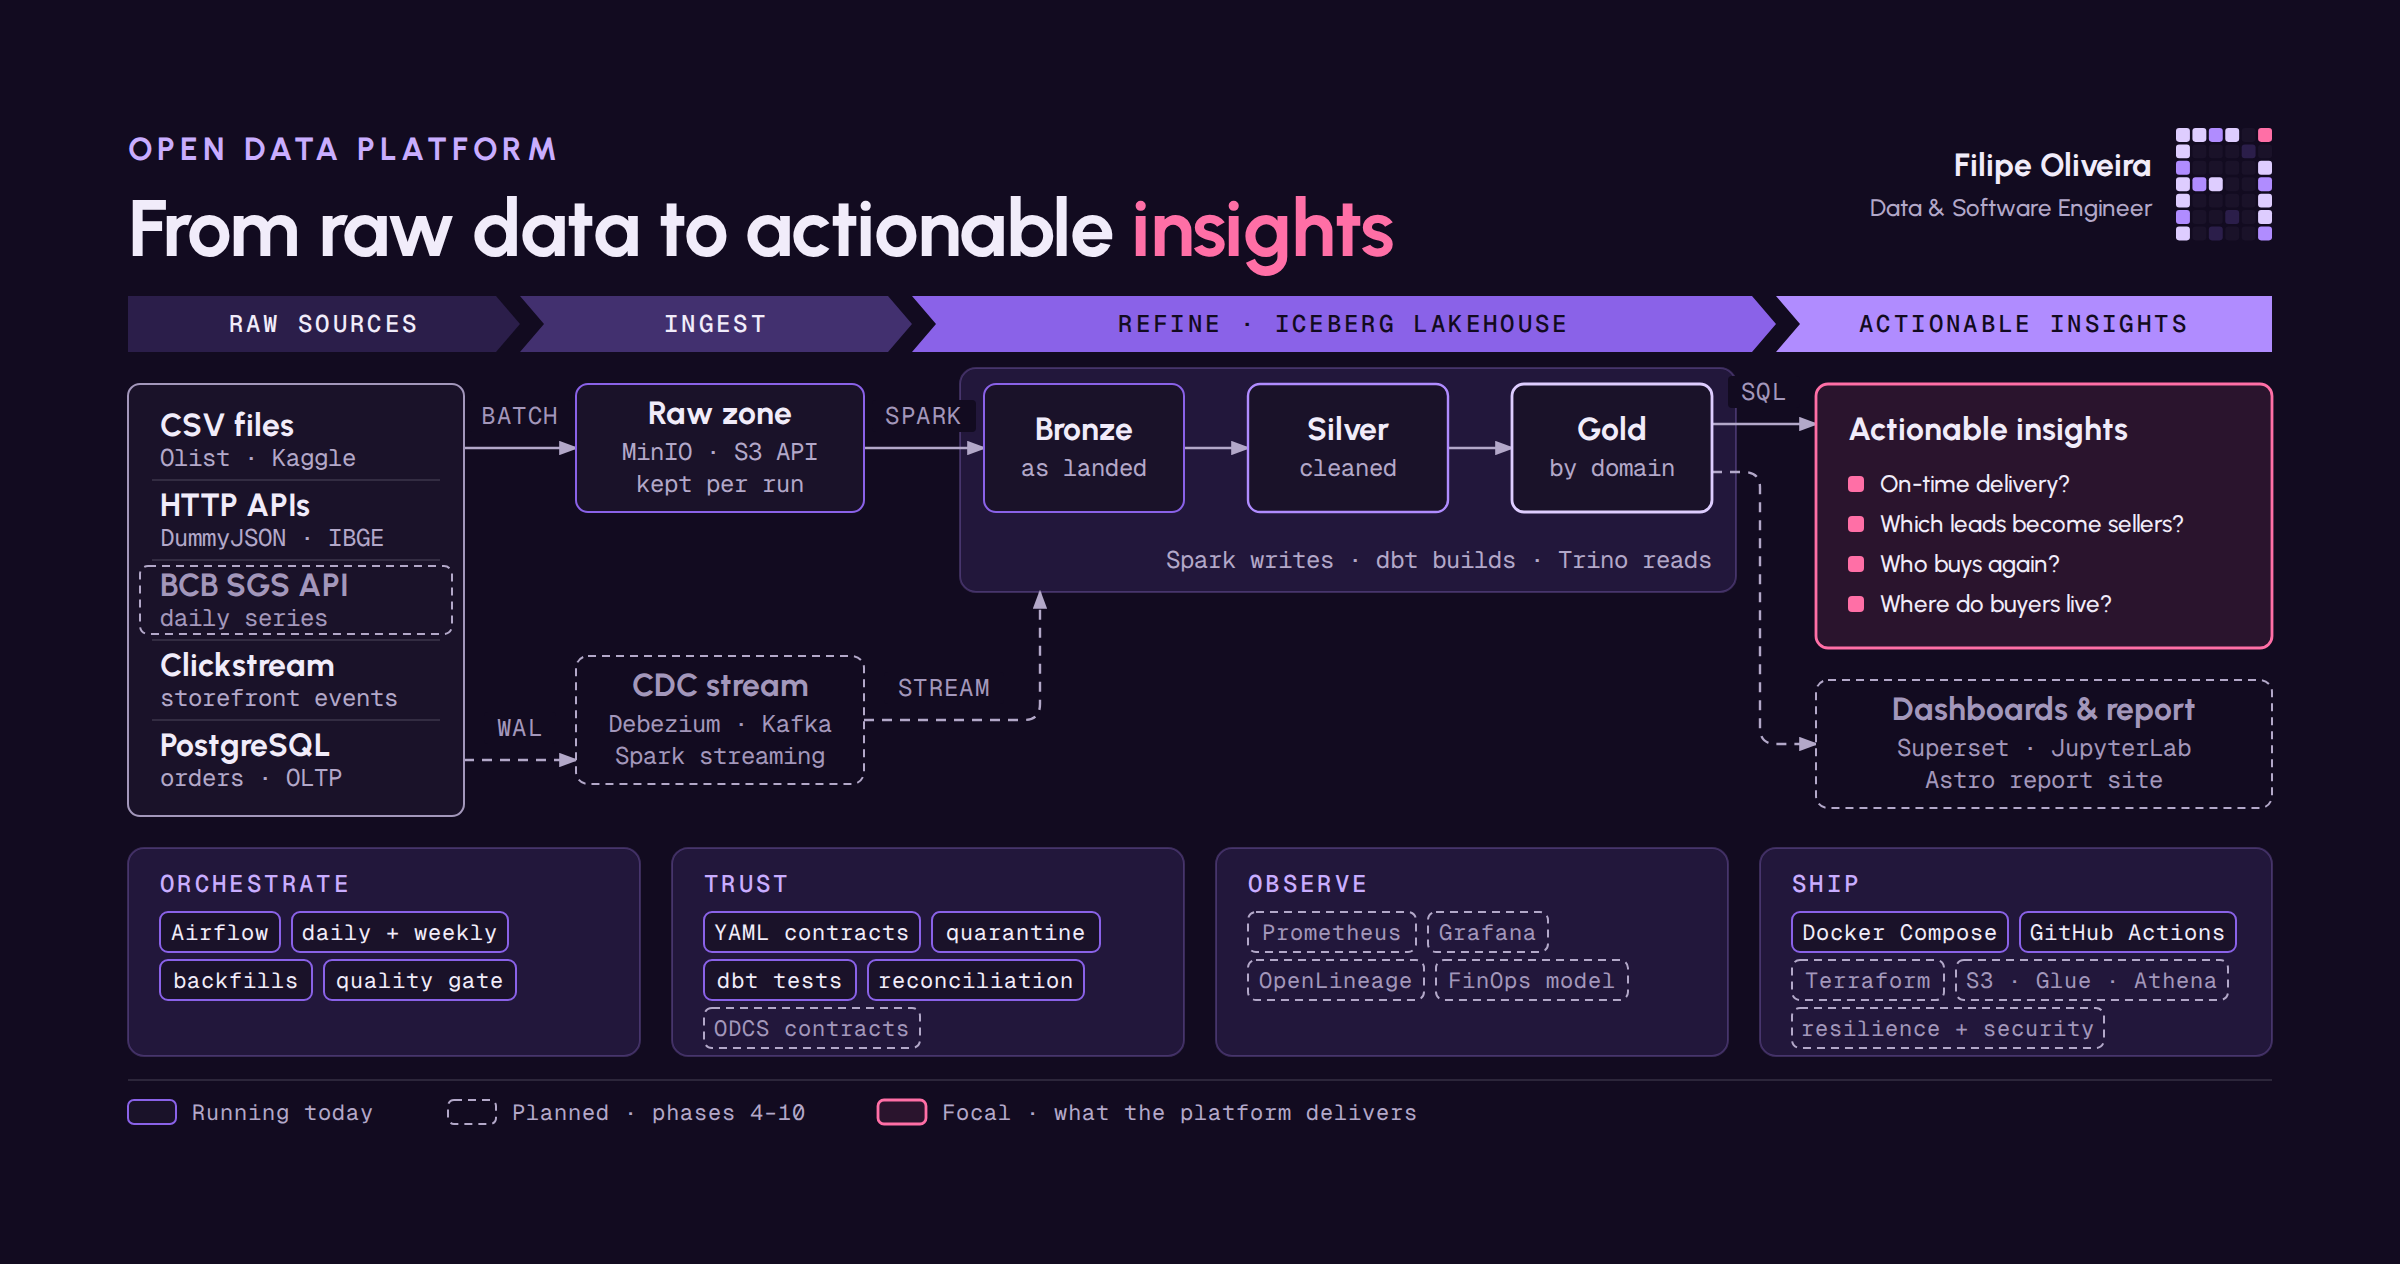 OPEN DATA PLATFORM
From raw data to actionable insights
Filipe Oliveira
Data & Software Engineer
RAW SOURCES
INGEST
REFINE · ICEBERG LAKEHOUSE
ACTIONABLE INSIGHTS
CSV files
Olist · Kaggle
HTTP APIs
DummyJSON · IBGE
BCB SGS API
daily series
Clickstream
storefront events
PostgreSQL
orders · OLTP
BATCH
WAL
Raw zone
MinIO · S3 API
kept per run
CDC stream
Debezium · Kafka
Spark streaming
SPARK
STREAM
Bronze
as landed
Silver
cleaned
Gold
by domain
Spark writes · dbt builds · Trino reads
SQL
Actionable insights
On-time delivery?
Which leads become sellers?
Who buys again?
Where do buyers live?
Dashboards & report
Superset · JupyterLab
Astro report site
ORCHESTRATE
Airflow
daily + weekly
backfills
quality gate
TRUST
YAML contracts
quarantine
dbt tests
reconciliation
ODCS contracts
OBSERVE
Prometheus
Grafana
OpenLineage
FinOps model
SHIP
Docker Compose
GitHub Actions
Terraform
S3 · Glue · Athena
resilience + security
Running today
Planned · phases 4-10
Focal · what the platform delivers